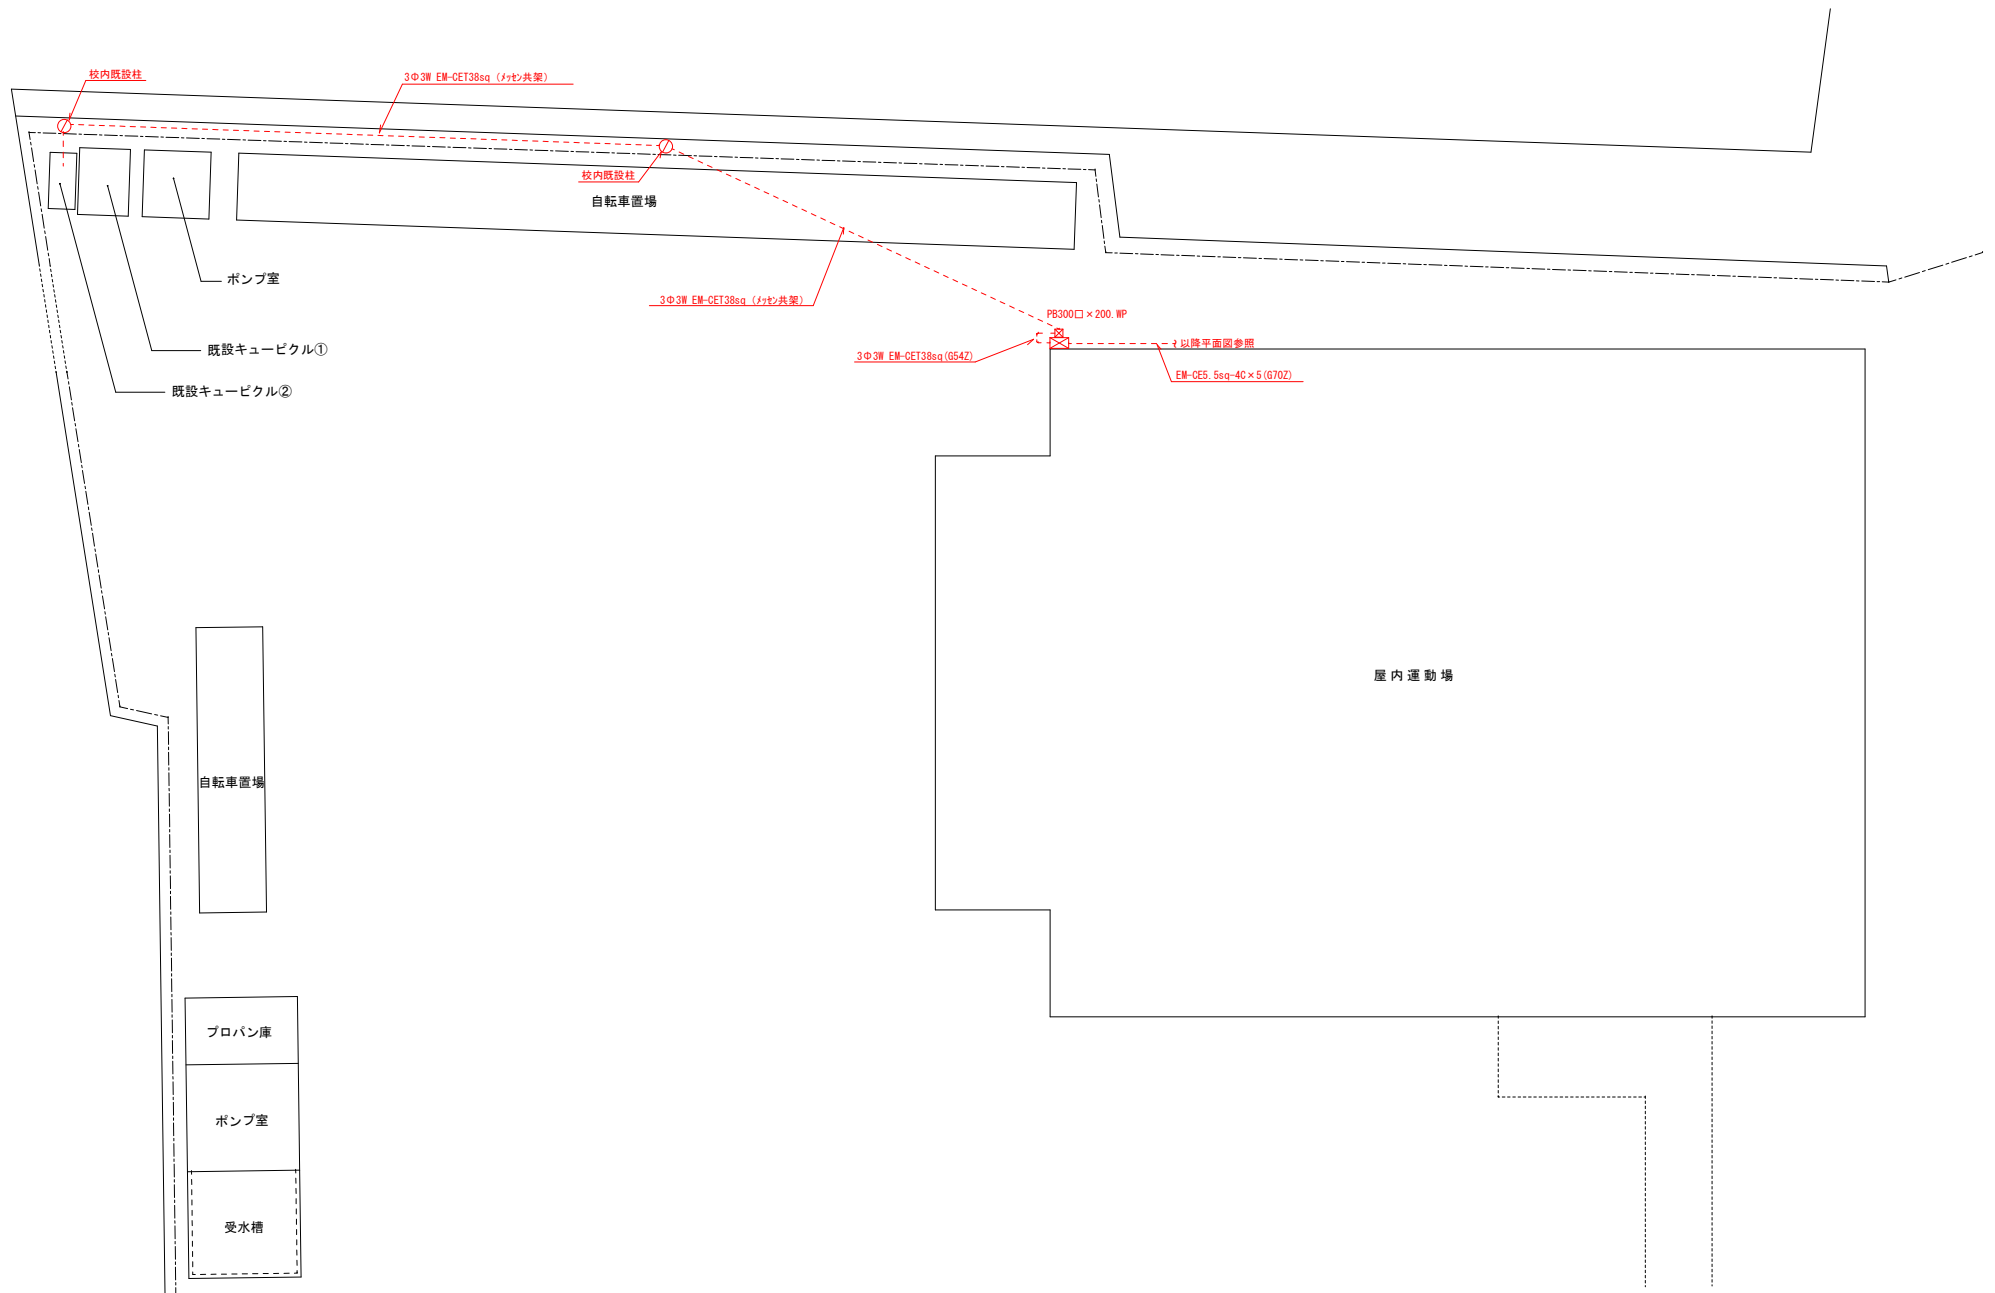 校内既設柱
3Φ3W EM-CET38sq (メッセン共架)
校内既設柱
自転車置場
ポンプ室
3Φ3W EM-CET38sq (メッセン共架)
PB300□×200.WP
以降平面図参照
既設キュービクル①
3Φ3W EM-CET38sq(G54Z)
EM-CE5.5sq-4C×5(G70Z)
既設キュービクル②
屋内運動場
自転車置場
プロパン庫
ポンプ室
受水槽